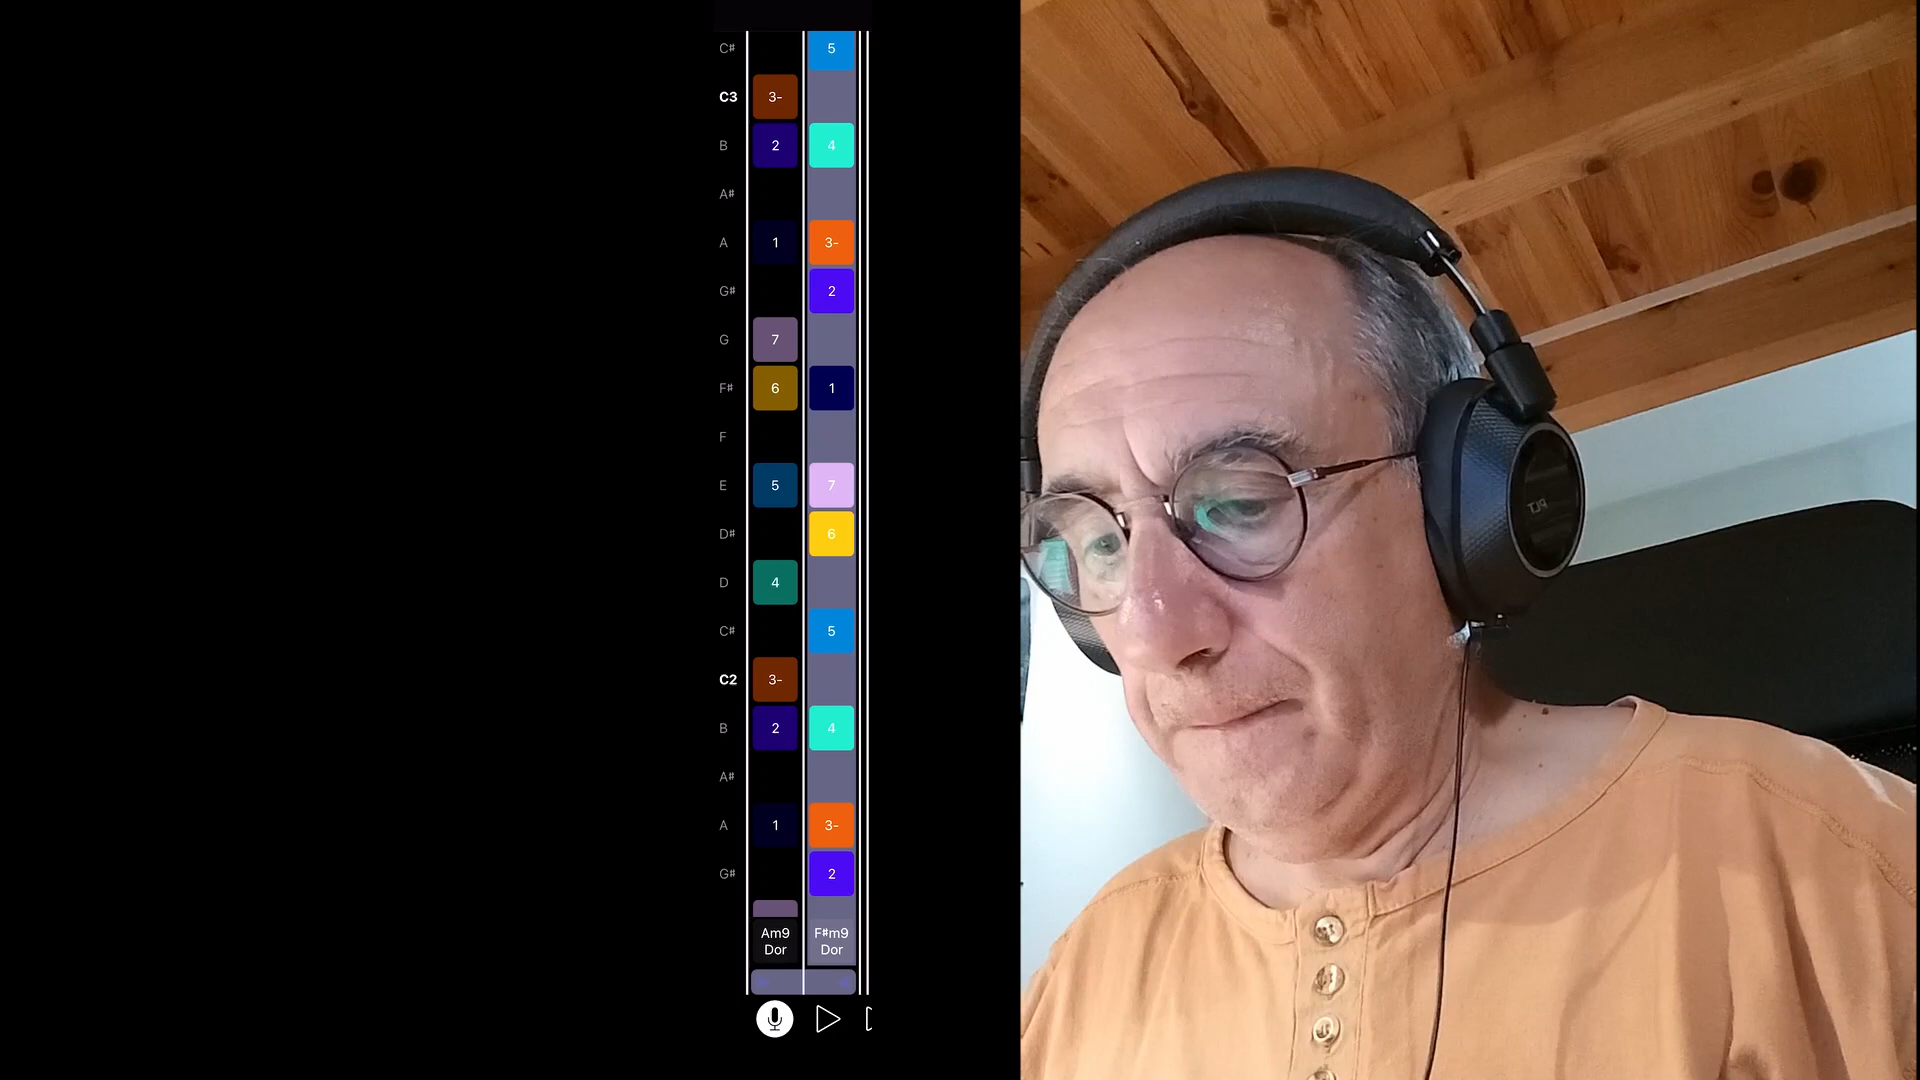 C# 5
C3 3-
B 2 4
A#
A 1 3-
G# 2
G 7
F# 6 1
F
E 5 7
D# 6
D 4
C# 5
C2 3-
B 2 4
A#
A 1 3-
G# 2
Am9 F#m9
Dor Dor
PLT